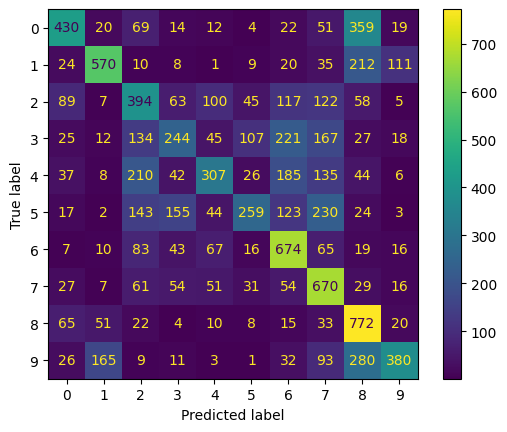 0 430 20 69 14 12 4 22 51 359 19
1 24 570 10 8 1 9 20 35 212 111
2 89 7 394 63 100 45 117 122 58 5
3 25 12 134 244 45 107 221 167 27 18
4 37 8 210 42 307 26 185 135 44 6
5 17 2 143 155 44 259 123 230 24 3
6 7 10 83 43 67 16 674 65 19 16
7 27 7 61 54 51 31 54 670 29 16
8 65 51 22 4 10 8 15 33 772 20
9 26 165 9 11 3 1 32 93 280 380
0 1 2 3 4 5 6 7 8 9
Predicted label
True label
700
600
500
400
300
200
100